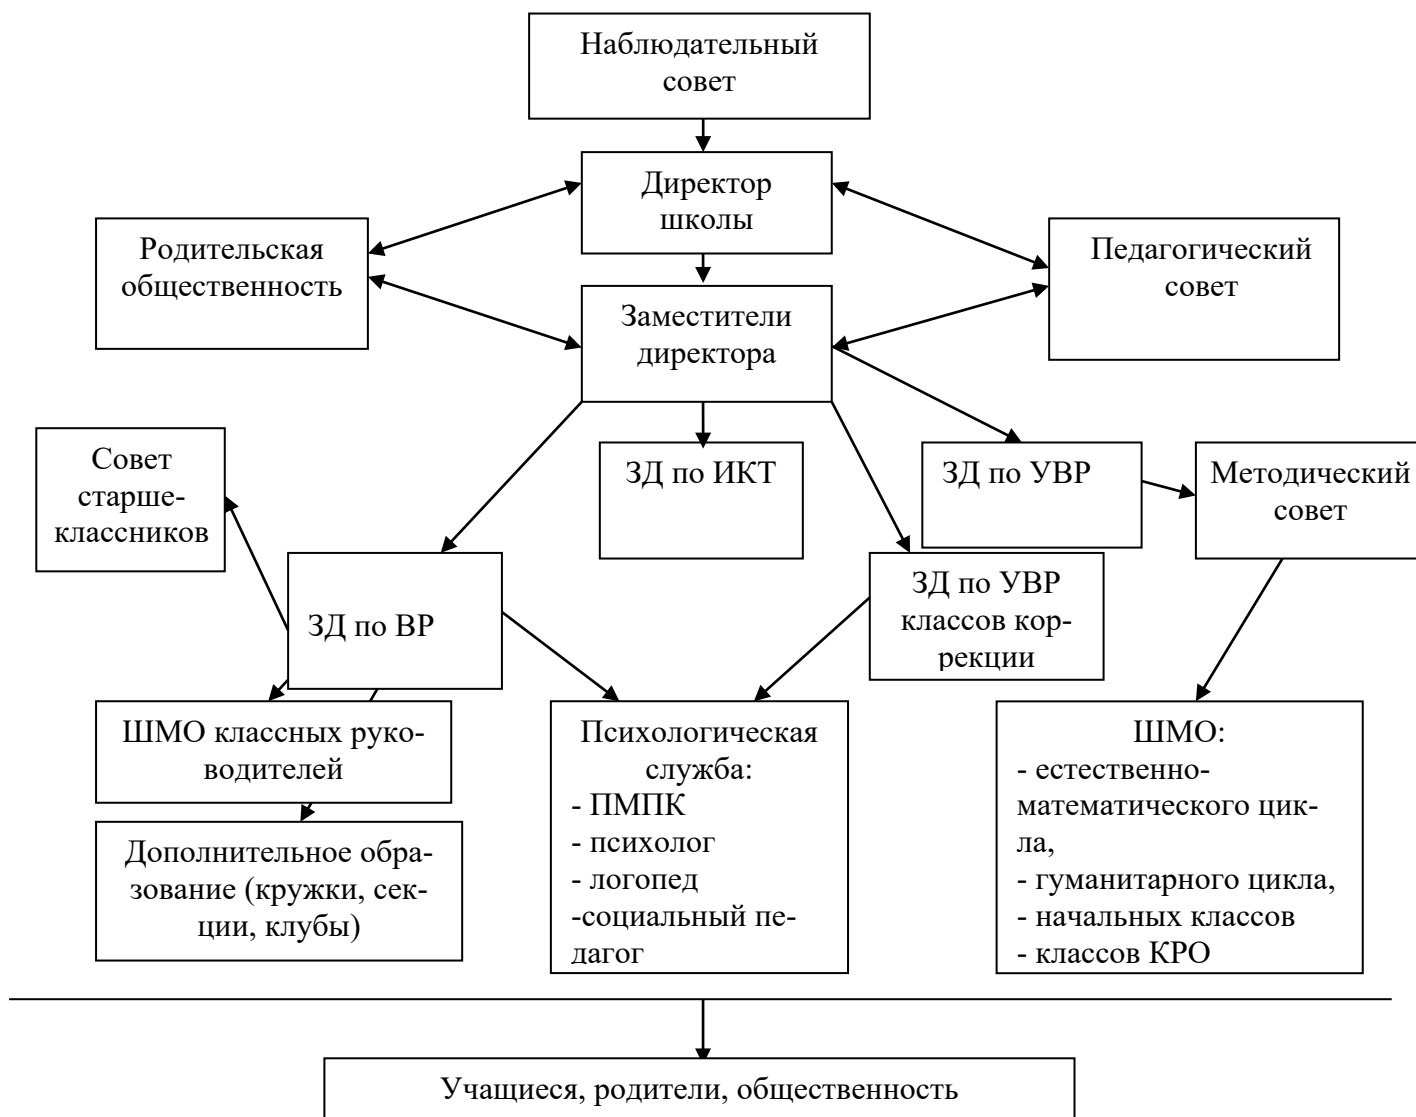 Наблюдательный
совет
Директор
школы
Родительская
общественность
Педагогический
совет
Заместители
директора
Совет
старше-
классников
ЗД по ИКТ
ЗД по УВР
Методический
совет
ЗД по ВР
ЗД по УВР
классов кор-
рекции
ШМО классных руко-
водителей
Психологическая
служба:
- ПМПК
- психолог
- логопед
-социальный пе-
дагог
ШМО:
- естественно-
математического цик-
ла,
- гуманитарного цикла,
- начальных классов
- классов КРО
Дополнительное обра-
зование (кружки, сек-
ции, клубы)
Учащиеся, родители, общественность